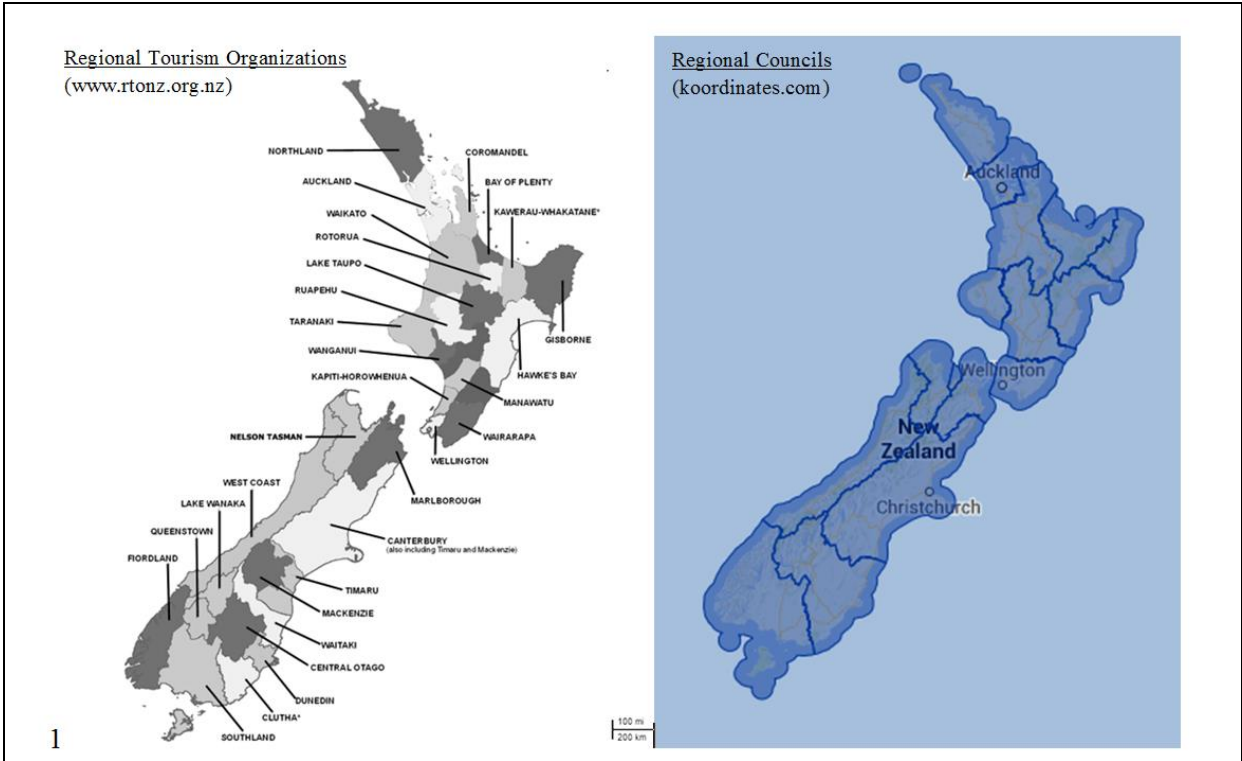 Regional Tourism Organizations
(www.rtonz.org.nz)
NORTHLAND
COROMANDEL
AUCKLAND
BAY OF PLENTY
KAWERAU-WHAKATANE*
WAIKATO
ROTORUA
LAKE TAUPO
RUAPEHU
TARANAKI
GISBORNE
WANGANUI
HAWKE'S BAY
KAPITI-HOROWHENUA
MANAWATU
NELSON TASMAN
WAIRARAPA
WELLINGTON
WEST COAST
MARLBOROUGH
LAKE WANAKA
QUEENSTOWN
CANTERBURY
(also including Timaru and Mackenzie)
FIORDLAND
TIMARU
MACKENZIE
WAITAKI
CENTRAL OTAGO
DUNEDIN
CLUTHA*
SOUTHLAND
1
100 mi
200 km
Regional Councils
(koordinates.com)
Auckland
Wellington
New
Zealand
Christchurch